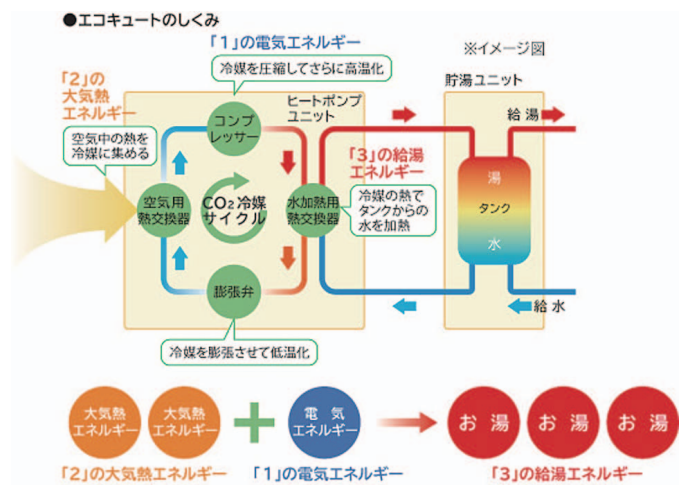 ●エコキュートのしくみ
「1」の電気エネルギー
※イメージ図
冷媒を圧縮してさらに高温化
「2」の
大気熱
エネルギー
空気中の熱を
冷媒に集める
コンプ
レッサー
ヒートポンプ
ユニット
貯湯ユニット
給湯
「3」の給湯
エネルギー
冷媒の熱で
タンクからの
水を加熱
空気用
熱交換器
CO2冷媒
サイクル
水加熱用
熱交換器
湯
タンク
水
膨張弁
給水
冷媒を膨張させて低温化
大気熱
エネルギー
大気熱
エネルギー
+
電気
エネルギー
お湯
お湯
お湯
「2」の大気熱エネルギー
「1」の電気エネルギー
「3」の給湯エネルギー